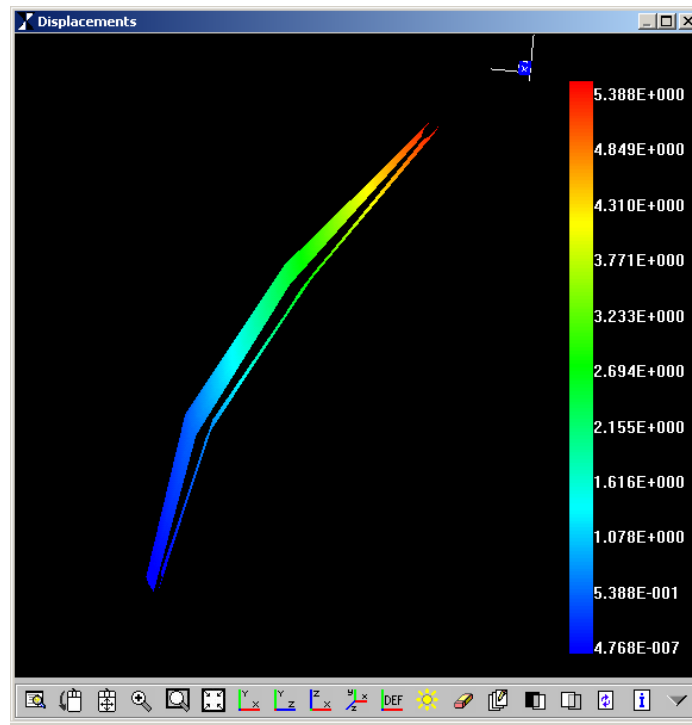 Displacements
x
5.388E+000
4.849E+000
4.310E+000
3.771E+000
3.233E+000
2.694E+000
2.155E+000
1.616E+000
1.078E+000
5.388E-001
4.768E-007
Y X
Y Z
Z X
y x z
DEF
i